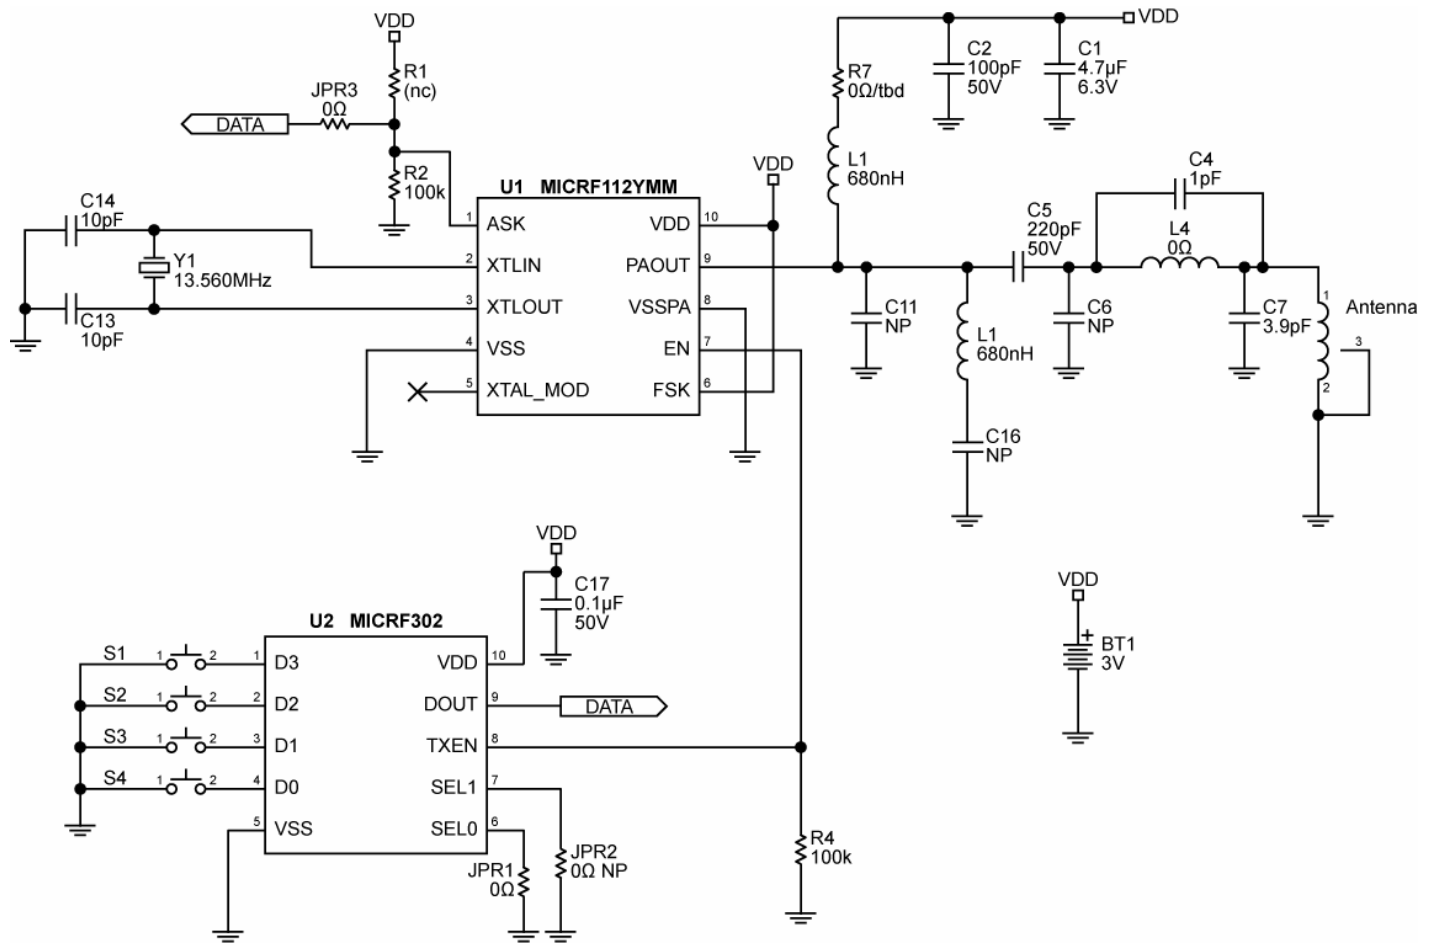 VDD
R1
(nc)
JPR3
0Ω
DATA
R2
100k
C14
10pF
Y1
13.560MHz
C13
10pF
U1 MICRF112YMM
1 ASK
2 XTLIN
3 XTLOUT
4 VSS
5 XTAL_MOD
VDD 10
PAOUT 9
VSSPA 8
EN 7
FSK 6
VDD
VDD
R7
0Ω/tbd
C2
100pF
50V
C1
4.7µF
6.3V
L1
680nH
C11
NP
L1
680nH
C16
NP
C5
220pF
50V
C6
NP
C4
1pF
L4
0Ω
C7
3.9pF
1
Antenna
3
2
VDD
C17
0.1µF
50V
U2 MICRF302
S1 1 2 1 D3
S2 1 2 2 D2
S3 1 2 3 D1
S4 1 2 4 D0
5 VSS
VDD 10
DOUT 9
DATA
TXEN 8
SEL1 7
SEL0 6
JPR1
0Ω
JPR2
0Ω NP
R4
100k
VDD
+
BT1
3V